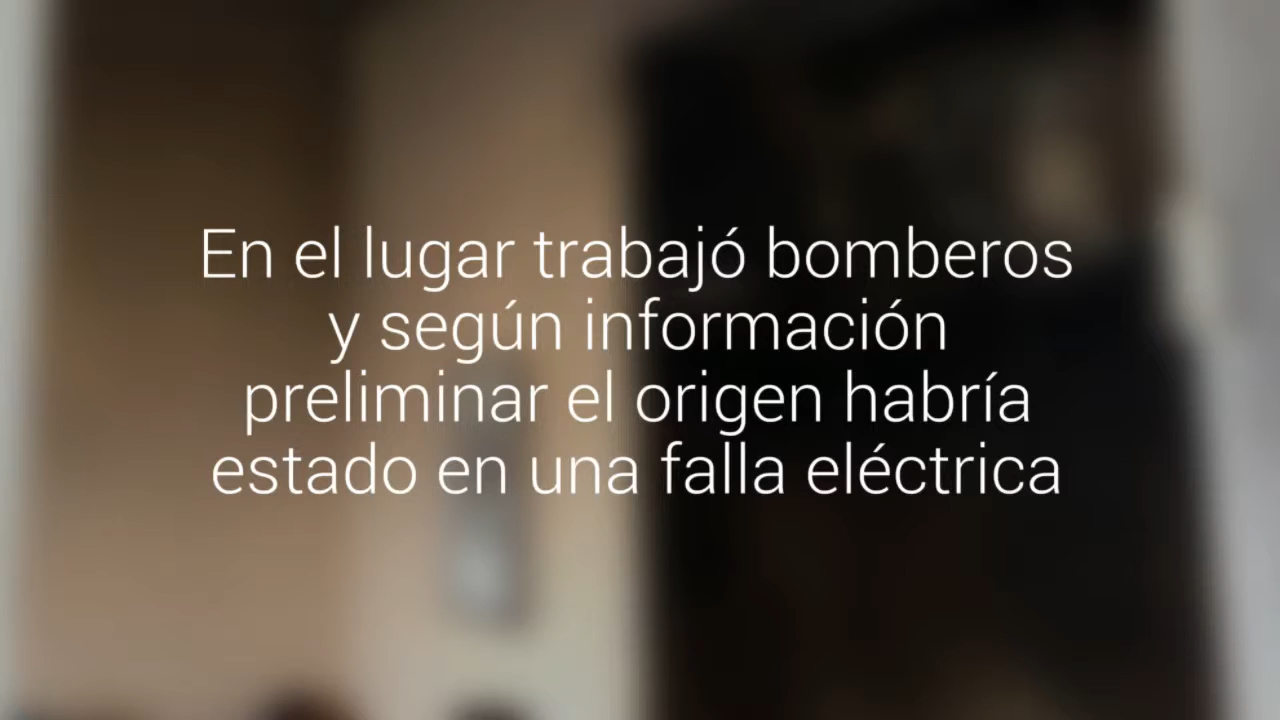 En el lugar trabajó bomberos
y según información
preliminar el origen habría
estado en una falla eléctrica